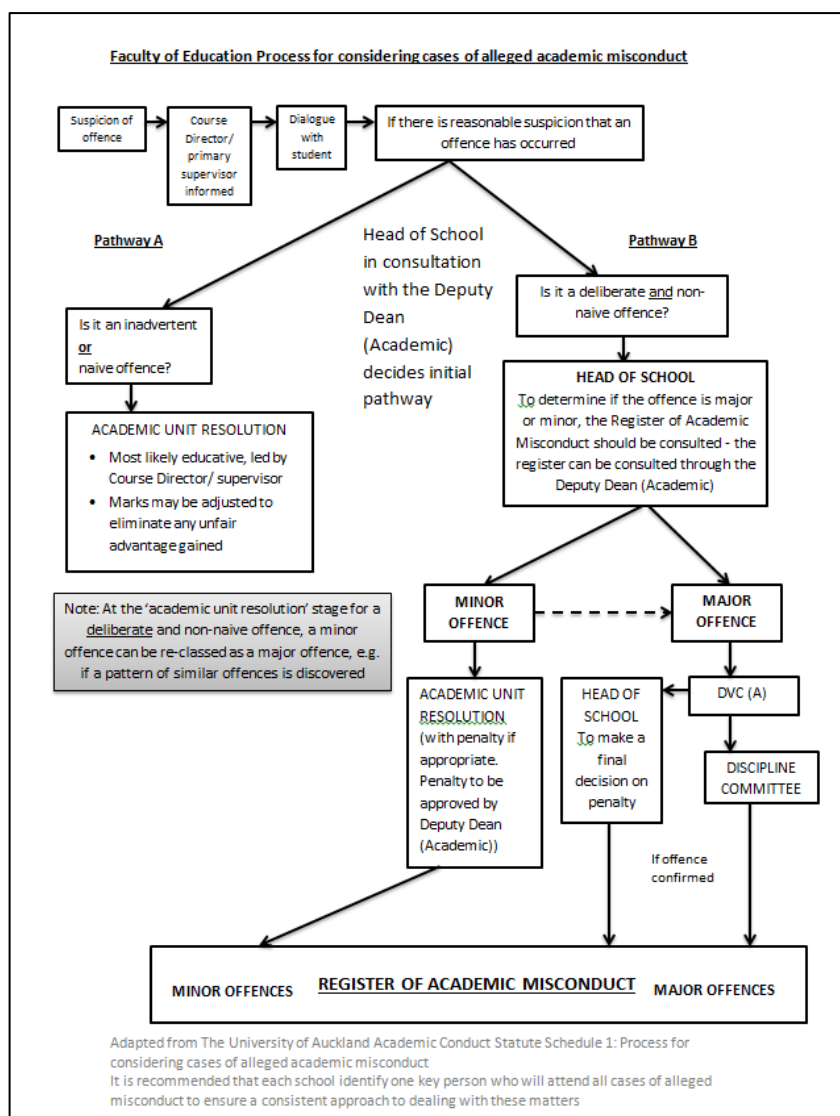 Faculty of Education Process for considering cases of alleged academic misconduct
Suspicion of
offence
Course
Director/
primary
supervisor
informed
Dialogue
with
student
If there is reasonable suspicion that an
offence has occurred
Pathway A
Head of School
in consultation
with the Deputy
Dean
(Academic)
decides initial
pathway
Pathway B
Is it an inadvertent
or
naive offence?
Is it a deliberate and non-
naive offence?
ACADEMIC UNIT RESOLUTION
• Most likely educative, led by
Course Director/ supervisor
• Marks may be adjusted to
eliminate any unfair
advantage gained
HEAD OF SCHOOL
To determine if the offence is major
or minor, the Register of Academic
Misconduct should be consulted - the
register can be consulted through the
Deputy Dean (Academic)
Note: At the ‘academic unit resolution’ stage for a
deliberate and non-naive offence, a minor
offence can be re-classed as a major offence, e.g.
if a pattern of similar offences is discovered
MINOR
OFFENCE
MAJOR
OFFENCE
ACADEMIC UNIT
RESOLUTION
(with penalty if
appropriate.
Penalty to be
approved by
Deputy Dean
(Academic))
HEAD OF
SCHOOL
To make a
final
decision on
penalty
DVC (A)
DISCIPLINE
COMMITTEE
If offence
confirmed
MINOR OFFENCES REGISTER OF ACADEMIC MISCONDUCT MAJOR OFFENCES
Adapted from The University of Auckland Academic Conduct Statute Schedule 1: Process for
considering cases of alleged academic misconduct
It is recommended that each school identify one key person who will attend all cases of alleged
misconduct to ensure a consistent approach to dealing with these matters